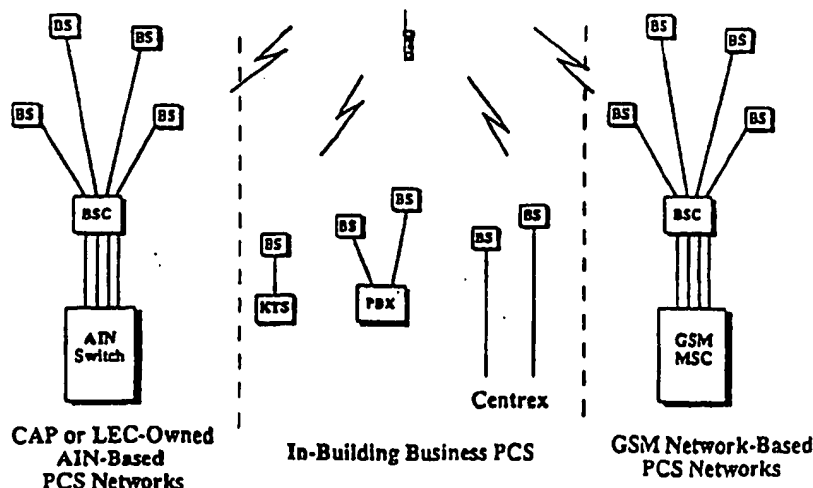 BS
BS
BS
BS
BSC
AIN
Switch
CAP or LEC-Owned
AIN-Based
PCS Networks
BS
KTS
BS
BS
PBX
BS
BS
Centrex
In-Building Business PCS
BS
BS
BS
BS
BSC
GSM
MSC
GSM Network-Based
PCS Networks